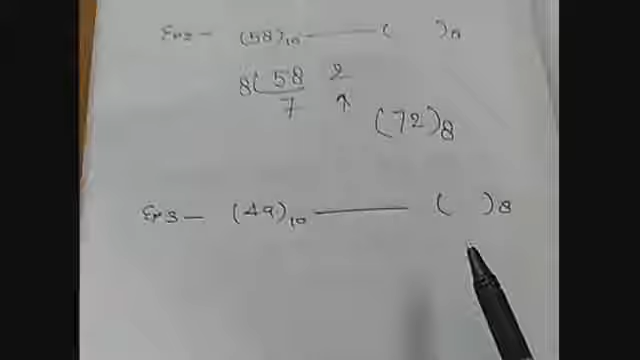 Ex2 - (58)10 —— ( )8
8( 58 2
7 ↑
(72)8
Ex3 - (49)10 —— ( )8